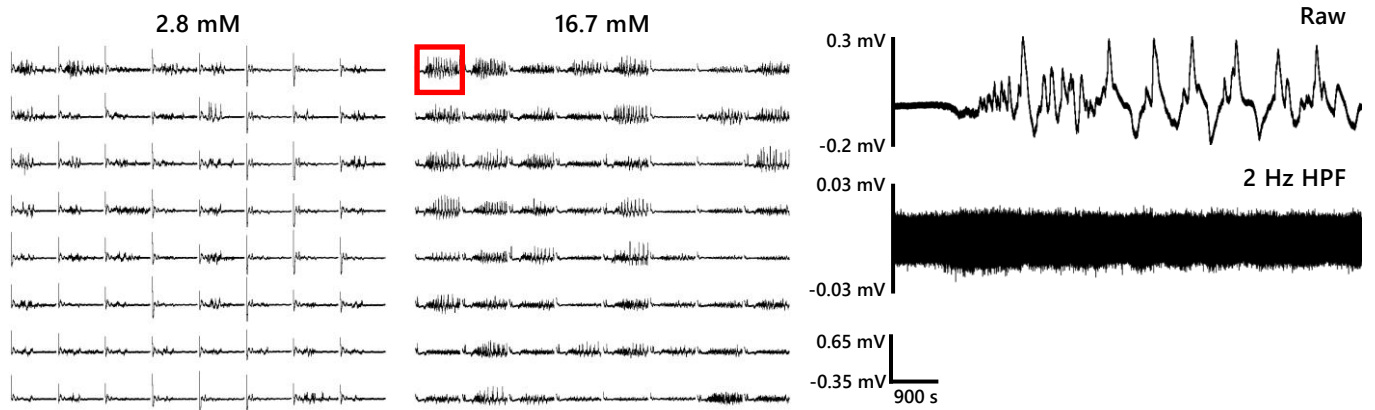 2.8 mM
16.7 mM
Raw
0.3 mV
-0.2 mV
2 Hz HPF
0.03 mV
-0.03 mV
0.65 mV
-0.35 mV
900 s